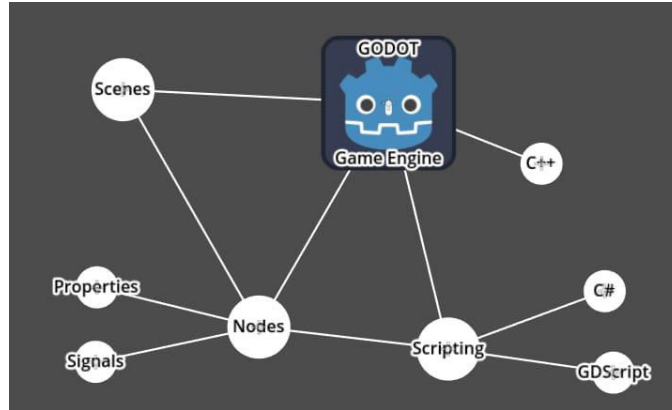 GODOT
Game Engine
Scenes
C++
Properties
Nodes
Signals
Scripting
C#
GDScript